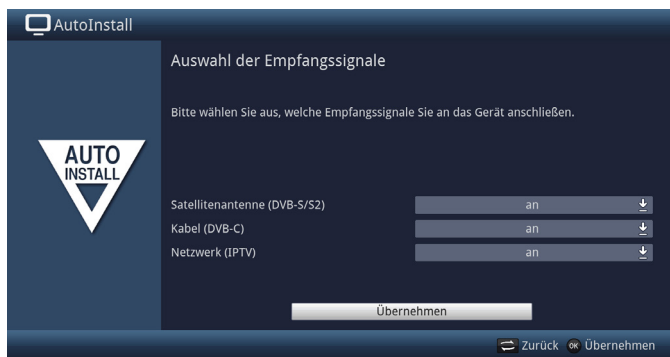 AutoInstall
Auswahl der Empfangssignale
Bitte wählen Sie aus, welche Empfangssignale Sie an das Gerät anschließen.
AUTO
INSTALL
Satellitenantenne (DVB-S/S2) an
Kabel (DVB-C) an
Netzwerk (IPTV) an
Übernehmen
Zurück OK Übernehmen